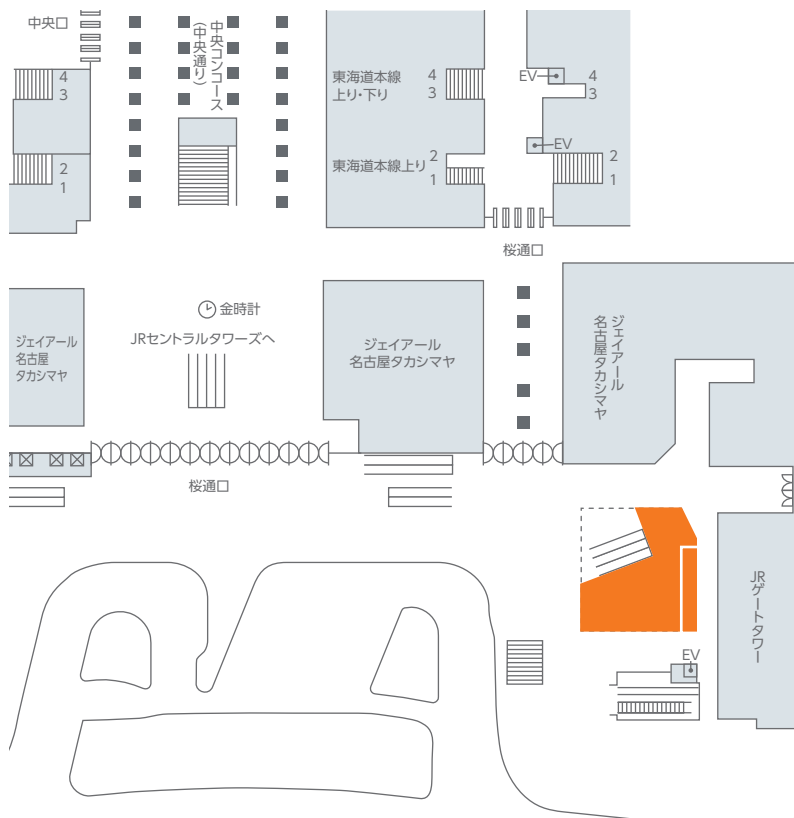 中央口
中央コンコース
(中央通り)
4
3
2
1
東海道本線
上り・下り
4
3
東海道本線上り
2
1
EV
4
3
EV
2
1
桜通口
金時計
JRセントラルタワーズへ
ジェイアール
名古屋
タカシマヤ
ジェイアール
名古屋タカシマヤ
ジェイアール
名古屋タカシマヤ
桜通口
JRゲートタワー
EV